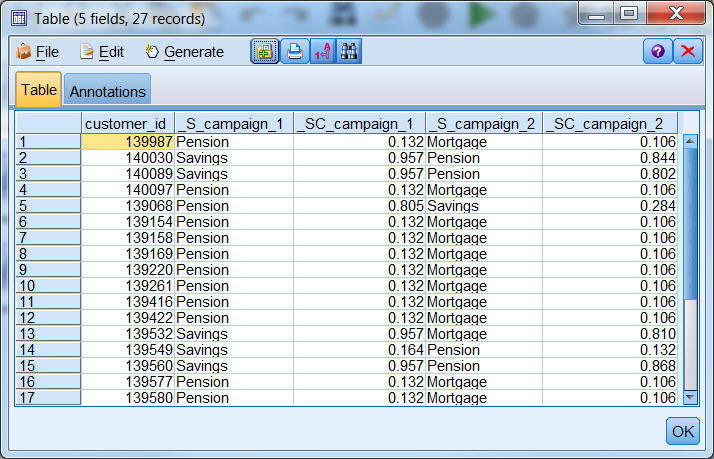 Table (5 fields, 27 records)
File Edit Generate
Table Annotations
customer_id _S_campaign_1 _SC_campaign_1 _S_campaign_2 _SC_campaign_2
1 139987 Pension 0.132 Mortgage 0.106
2 140030 Savings 0.957 Pension 0.844
3 140089 Savings 0.957 Pension 0.802
4 140097 Pension 0.132 Mortgage 0.106
5 139068 Pension 0.805 Savings 0.284
6 139154 Pension 0.132 Mortgage 0.106
7 139158 Pension 0.132 Mortgage 0.106
8 139169 Pension 0.132 Mortgage 0.106
9 139220 Pension 0.132 Mortgage 0.106
10 139261 Pension 0.132 Mortgage 0.106
11 139416 Pension 0.132 Mortgage 0.106
12 139422 Pension 0.132 Mortgage 0.106
13 139532 Savings 0.957 Mortgage 0.810
14 139549 Savings 0.164 Pension 0.132
15 139560 Savings 0.957 Pension 0.868
16 139577 Pension 0.132 Mortgage 0.106
17 139580 Pension 0.132 Mortgage 0.106
OK